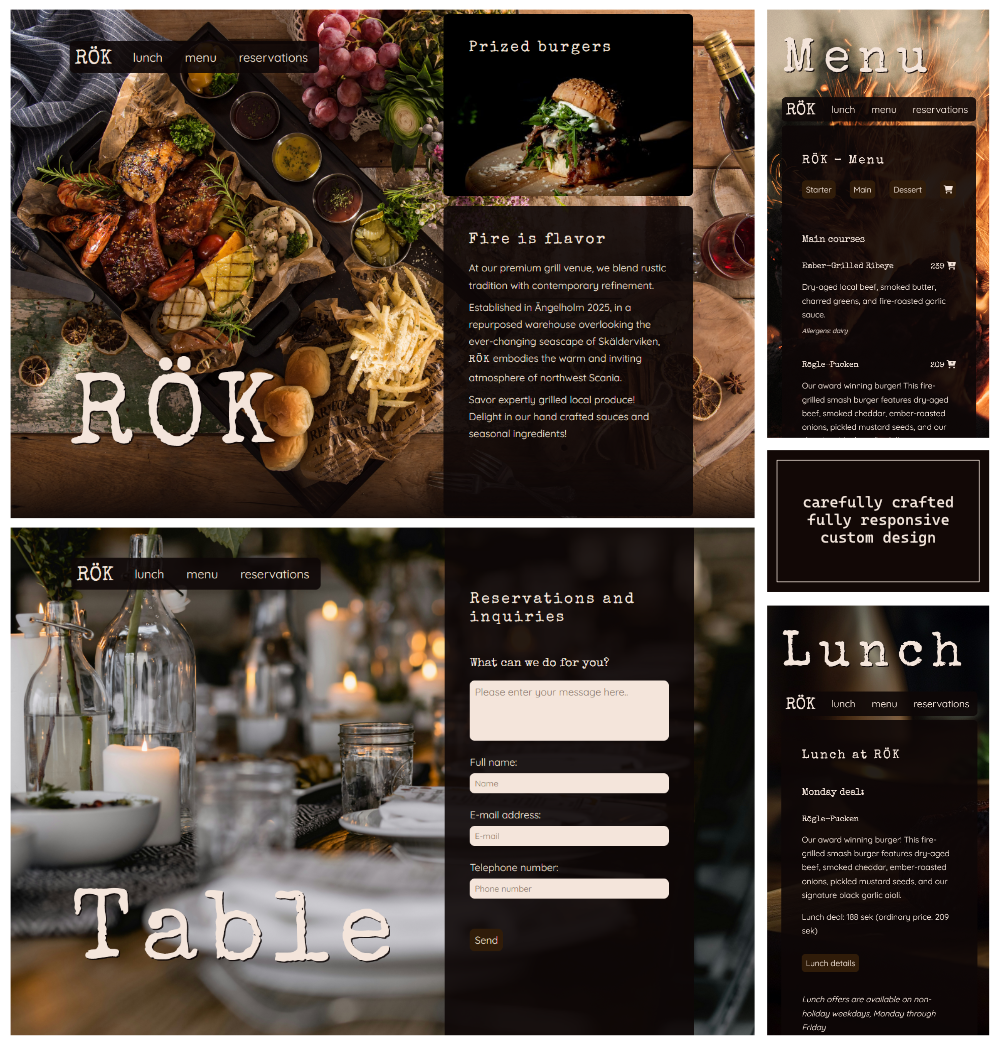 RÖK lunch menu reservations
RÖK
Prized burgers
Fire is flavor
At our premium grill venue, we blend rustic
tradition with contemporary refinement.
Established in Ängelholm 2025, in a
repurposed warehouse overlooking the
ever-changing seascape of Skälderviken,
RÖK embodies the warm and inviting
atmosphere of northwest Scania.
Savor expertly grilled local produce!
Delight in our hand crafted sauces and
seasonal ingredients!
Menu
RÖK lunch menu reservations
RÖK - Menu
Starter Main Dessert
Main courses
Ember-Grilled Ribeye 259
Dry-aged local beef, smoked butter,
charred greens, and fire-roasted garlic
sauce.
Allergens: dairy
Rögle-Pucken 209
Our award winning burger! This fire-
grilled smash burger features dry-aged
beef, smoked cheddar, ember-roasted
onions, pickled mustard seeds, and our
carefully crafted
fully responsive
custom design
RÖK lunch menu reservations
Table
Reservations and
inquiries
What can we do for you?
Please enter your message here..
Full name:
Name
E-mail address:
E-mail
Telephone number:
Phone number
Send
Lunch
RÖK lunch menu reservations
Lunch at RÖK
Monday deal:
Rögle-Pucken
Our award winning burger! This fire-
grilled smash burger features dry-aged
beef, smoked cheddar, ember-roasted
onions, pickled mustard seeds, and our
signature black garlic aioli.
Lunch deal: 188 sek (ordinary price: 209
sek)
Lunch details
Lunch offers are available on non-
holiday weekdays, Monday through
Friday